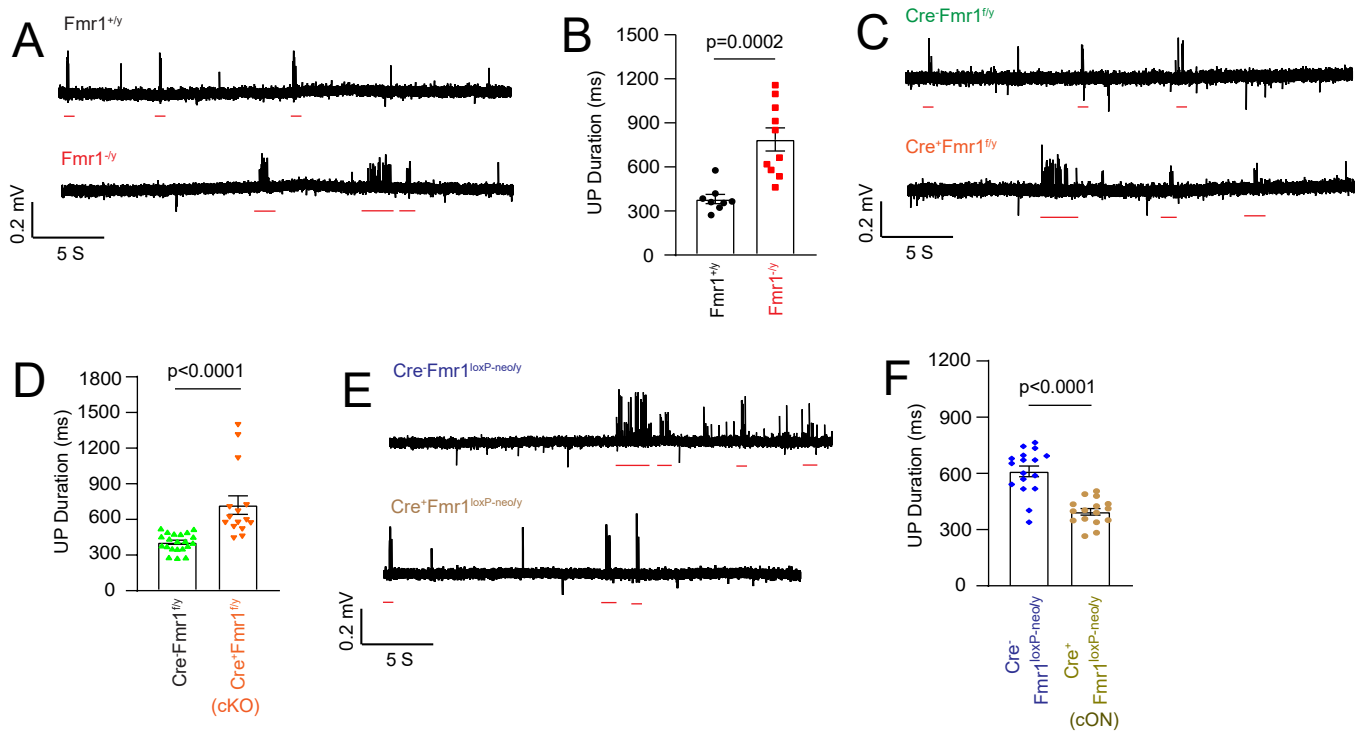 A
Fmr1+/y
Fmr1-/y
0.2 mV
5 S
B
p=0.0002
UP Duration (ms)
1500
1200
900
600
300
0
Fmr1+/y
Fmr1-/y
C
Cre-Fmr1f/y
Cre+Fmr1f/y
0.2 mV
5 S
D
p<0.0001
UP Duration (ms)
1800
1500
1200
900
600
300
0
Cre-Fmr1f/y
Cre+Fmr1f/y
(cKO)
E
Cre-Fmr1loxP-neo/y
Cre+Fmr1loxP-neo/y
0.2 mV
5 S
F
p<0.0001
UP Duration (ms)
1200
900
600
300
0
Cre-
Fmr1loxP-neo/y
Cre+
Fmr1loxP-neo/y
(cON)